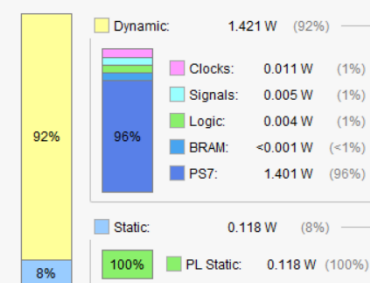 Dynamic: 1.421 W (92%)
Clocks: 0.011 W (1%)
Signals: 0.005 W (1%)
Logic: 0.004 W (1%)
92% 96% BRAM: <0.001 W (<1%)
PS7: 1.401 W (96%)
Static: 0.118 W (8%)
100% PL Static: 0.118 W (100%)
8%